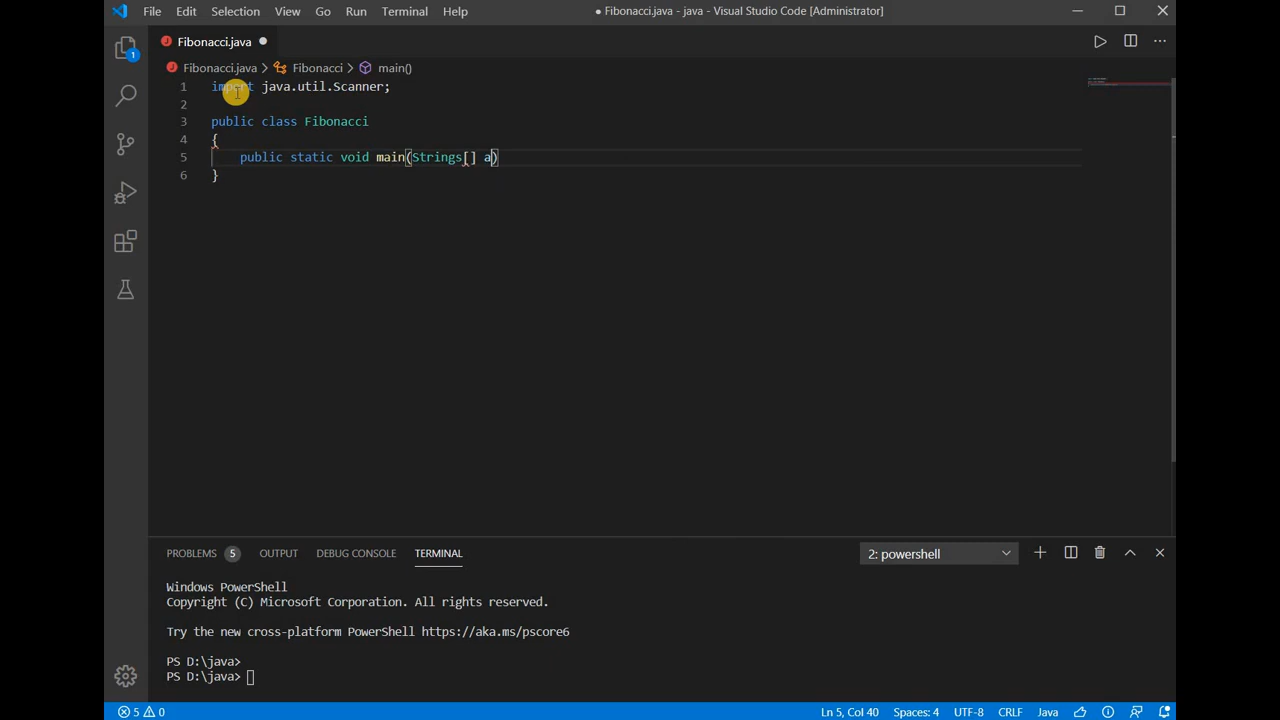 File Edit Selection View Go Run Terminal Help
● Fibonacci.java - java - Visual Studio Code [Administrator]
Fibonacci.java ●
Fibonacci.java > Fibonacci > main()
1 import java.util.Scanner;
2
3 public class Fibonacci
4 {
5 public static void main(Strings[] a)
6 }
1
PROBLEMS 5 OUTPUT DEBUG CONSOLE TERMINAL
2: powershell
Windows PowerShell
Copyright (C) Microsoft Corporation. All rights reserved.
Try the new cross-platform PowerShell https://aka.ms/pscore6
PS D:\java>
PS D:\java>
5 0 Ln 5, Col 40 Spaces: 4 UTF-8 CRLF Java